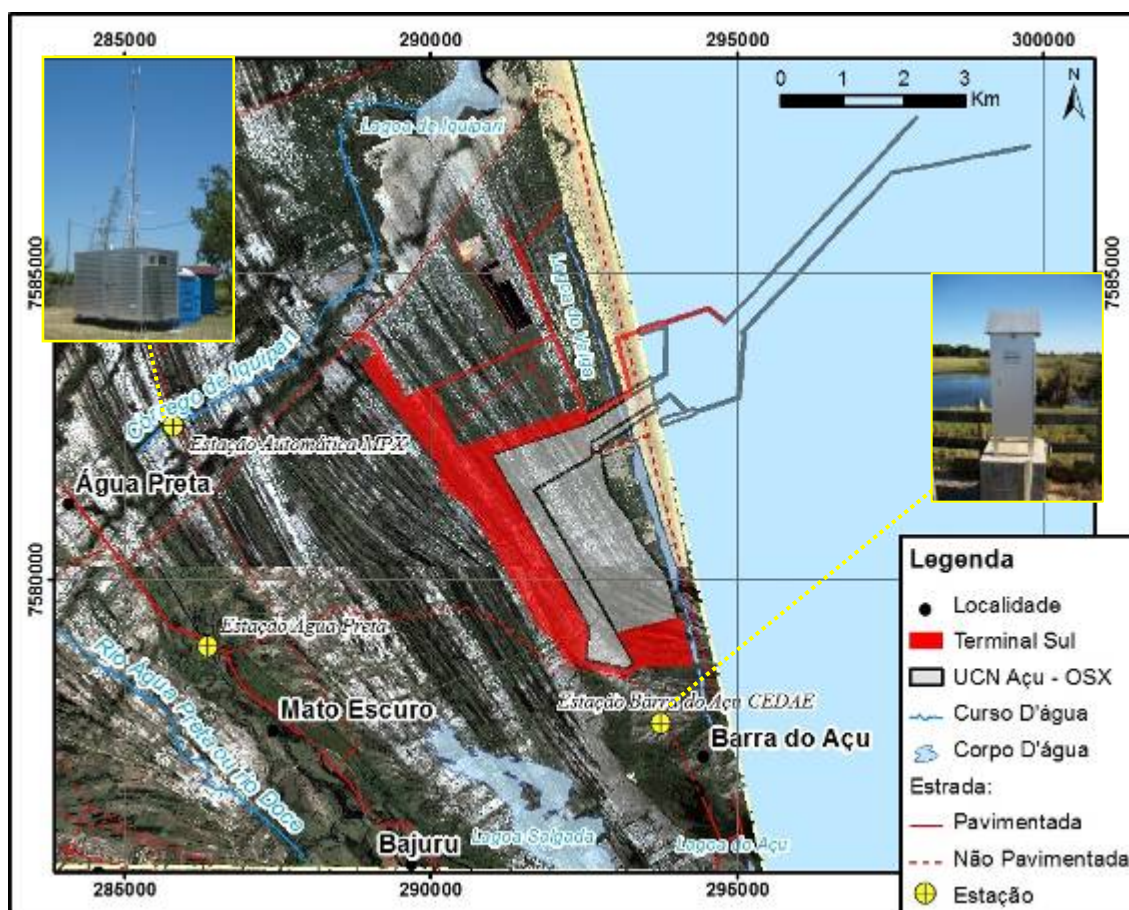 285000
290000
295000
300000
0 1 2 3
Km
N
Lagoa de Iquipari
7585000
7585000
Lagoa do Veiga
Córrego de Iquipari
Estação Automática MPX
Água Preta
7580000
Estação Água Preta
Rio Água Preta ou rio Doce
Mato Escuro
Estação Barra do Açu CEDAE
Barra do Açu
Bajuru
Lagoa Salgada
Lagoa do Açu
Legenda
Localidade
Terminal Sul
UCN Açu - OSX
Curso D'água
Corpo D'água
Estrada:
Pavimentada
Não Pavimentada
Estação
285000
290000
295000